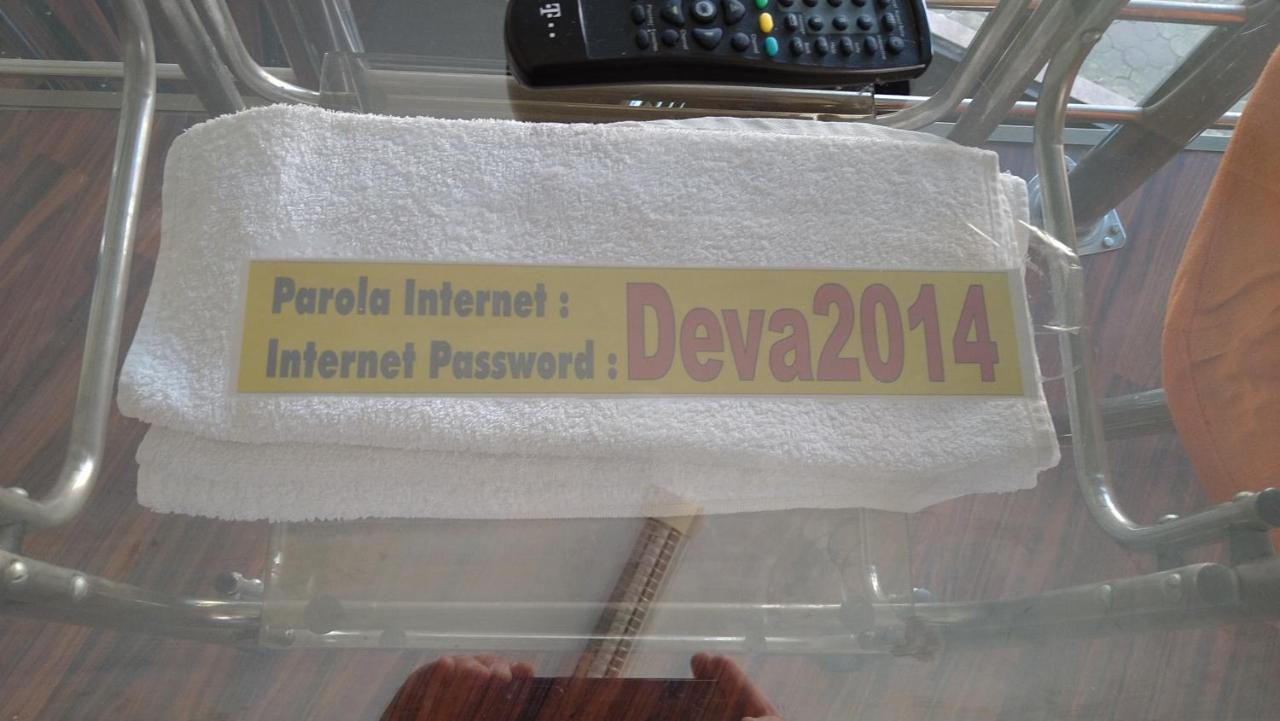 Parola Internet :
Internet Password : Deva2014